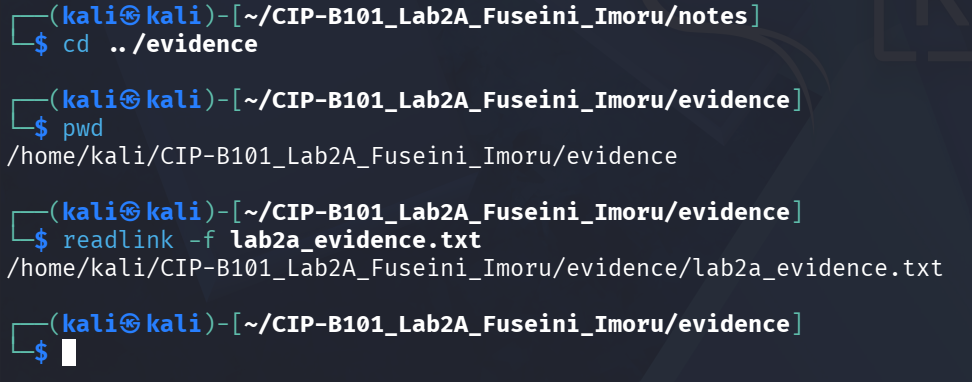 ┌──(kali㉿kali)-[~/CIP-B101_Lab2A_Fuseini_Imoru/notes]
└─$ cd ../evidence
┌──(kali㉿kali)-[~/CIP-B101_Lab2A_Fuseini_Imoru/evidence]
└─$ pwd
/home/kali/CIP-B101_Lab2A_Fuseini_Imoru/evidence
┌──(kali㉿kali)-[~/CIP-B101_Lab2A_Fuseini_Imoru/evidence]
└─$ readlink -f lab2a_evidence.txt
/home/kali/CIP-B101_Lab2A_Fuseini_Imoru/evidence/lab2a_evidence.txt
┌──(kali㉿kali)-[~/CIP-B101_Lab2A_Fuseini_Imoru/evidence]
└─$